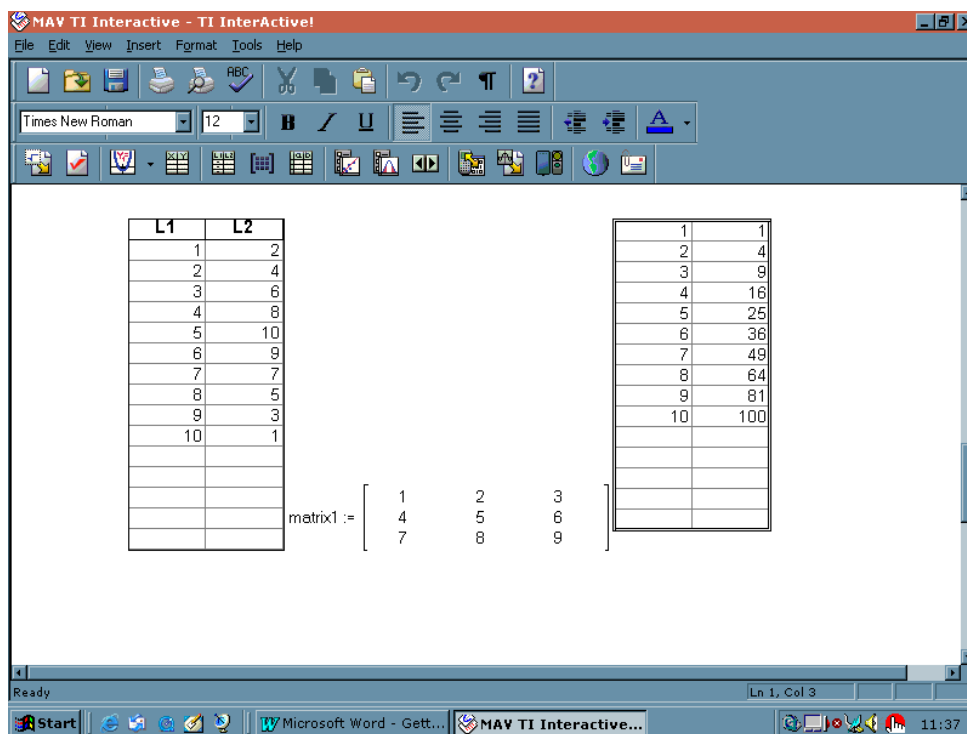 MAV TI Interactive - TI InterActive!
File Edit View Insert Format Tools Help
ABC
Times New Roman 12 B I U A
L1 L2
1 2
2 4
3 6
4 8
5 10
6 9
7 7
8 5
9 3
10 1
matrix1 :=
1 2 3
4 5 6
7 8 9
1 1
2 4
3 9
4 16
5 25
6 36
7 49
8 64
9 81
10 100
Ready Ln 1, Col 3
Start Microsoft Word - Gett... MAV TI Interactive... 11:37